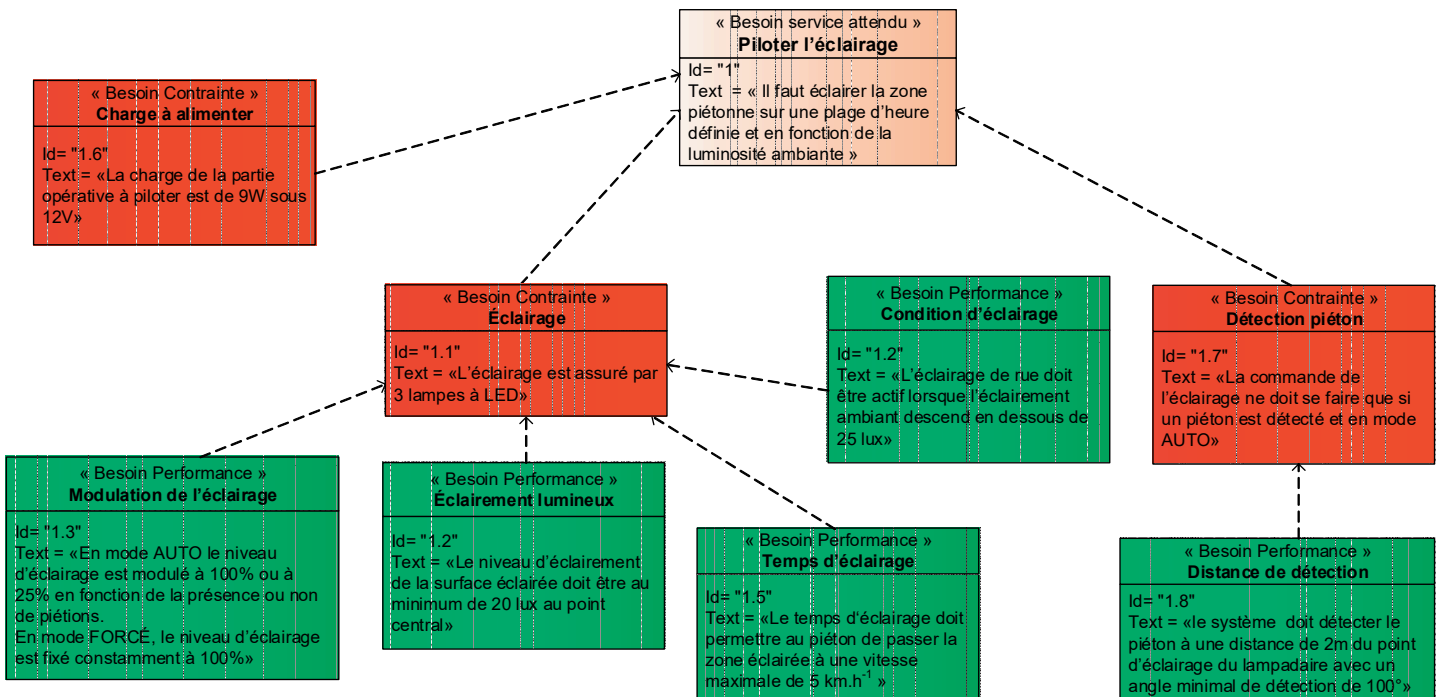 « Besoin service attendu »
Piloter l’éclairage
Id= "1"
Text = « Il faut éclairer la zone
piétonne sur une plage d’heure
définie et en fonction de la
luminosité ambiante »
« Besoin Contrainte »
Charge à alimenter
Id= "1.6"
Text = «La charge de la partie
opérative à piloter est de 9W sous
12V»
« Besoin Contrainte »
Éclairage
Id= "1.1"
Text = «L’éclairage est assuré par
3 lampes à LED»
« Besoin Performance »
Condition d’éclairage
Id= "1.2"
Text = «L’éclairage de rue doit
être actif lorsque l’éclairement
ambiant descend en dessous de
25 lux»
« Besoin Contrainte »
Détection piéton
Id= "1.7"
Text = «La commande de
l’éclairage ne doit se faire que si
un piéton est détecté et en mode
AUTO»
« Besoin Performance »
Modulation de l’éclairage
Id= "1.3"
Text = «En mode AUTO le niveau
d’éclairage est modulé à 100% ou à
25% en fonction de la présence ou non
de piétions.
En mode FORCÉ, le niveau d’éclairage
est fixé constamment à 100%»
« Besoin Performance »
Éclairement lumineux
Id= "1.2"
Text = «Le niveau d’éclairement
de la surface éclairée doit être au
minimum de 20 lux au point
central»
« Besoin Performance »
Temps d’éclairage
Id= "1.5"
Text = «Le temps d’éclairage doit
permettre au piéton de passer la
zone éclairée à une vitesse
maximale de 5 km.h⁻¹ »
« Besoin Performance »
Distance de détection
Id= "1.8"
Text = «le système doit détecter le
piéton à une distance de 2m du point
d’éclairage du lampadaire avec un
angle minimal de détection de 100°»